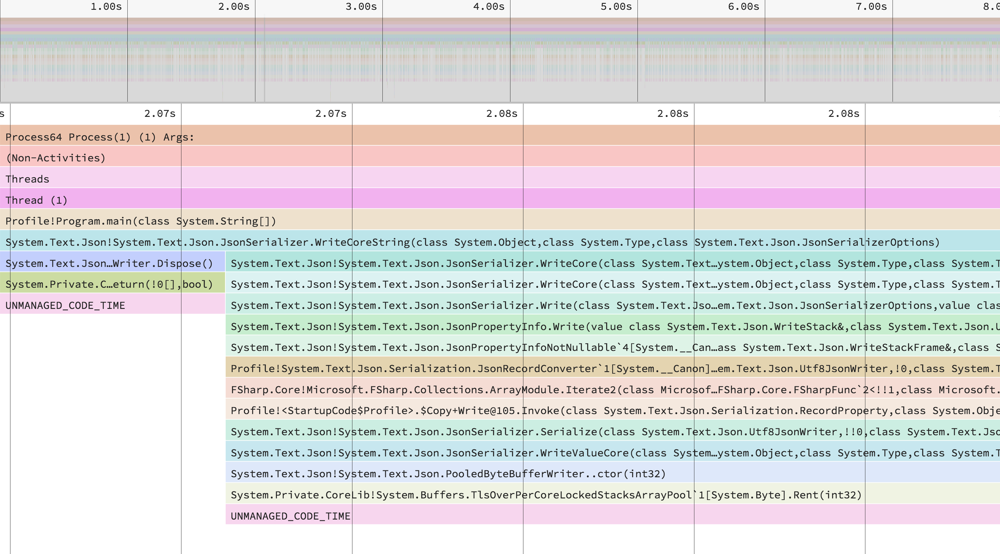 1.00s 2.00s 3.00s 4.00s 5.00s 6.00s 7.00s 8.0
s 2.07s 2.07s 2.08s 2.08s 2.08s
Process64 Process(1) (1) Args:
(Non-Activities)
Threads
Thread (1)
Profile!Program.main(class System.String[])
System.Text.Json!System.Text.Json.JsonSerializer.WriteCoreString(class System.Object,class System.Type,class System.Text.Json.JsonSerializerOptions)
System.Text.Json…Writer.Dispose() System.Text.Json!System.Text.Json.JsonSerializer.WriteCore(class System.Text…ystem.Object,class System.Type,class System.T
System.Private.C…eturn(!0[],bool) System.Text.Json!System.Text.Json.JsonSerializer.WriteCore(class System.Text…ystem.Object,class System.Type,class System.T
UNMANAGED_CODE_TIME System.Text.Json!System.Text.Json.JsonSerializer.Write(class System.Text.Jso…em.Text.Json.JsonSerializerOptions,value clas
System.Text.Json!System.Text.Json.JsonPropertyInfo.Write(value class System.Text.Json.WriteStack&,class System.Text.Json.U
System.Text.Json!System.Text.Json.JsonPropertyInfoNotNullable`4[System.__Can…ass System.Text.Json.WriteStackFrame&,class S
Profile!System.Text.Json.Serialization.JsonRecordConverter`1[System.__Canon]…em.Text.Json.Utf8JsonWriter,!0,class System.T
FSharp.Core!Microsoft.FSharp.Collections.ArrayModule.Iterate2(class Microsof…FSharp.Core.FSharpFunc`2<!!1,class Microsoft.
Profile!<StartupCode$Profile>.$Copy+Write@105.Invoke(class System.Text.Json.Serialization.RecordProperty,class System.Obje
System.Text.Json!System.Text.Json.JsonSerializer.Serialize(class System.Text.Json.Utf8JsonWriter,!!0,class System.Text.Jso
System.Text.Json!System.Text.Json.JsonSerializer.WriteValueCore(class System…ystem.Object,class System.Type,class System.T
System.Text.Json!System.Text.Json.PooledByteBufferWriter..ctor(int32)
System.Private.CoreLib!System.Buffers.TlsOverPerCoreLockedStacksArrayPool`1[System.Byte].Rent(int32)
UNMANAGED_CODE_TIME